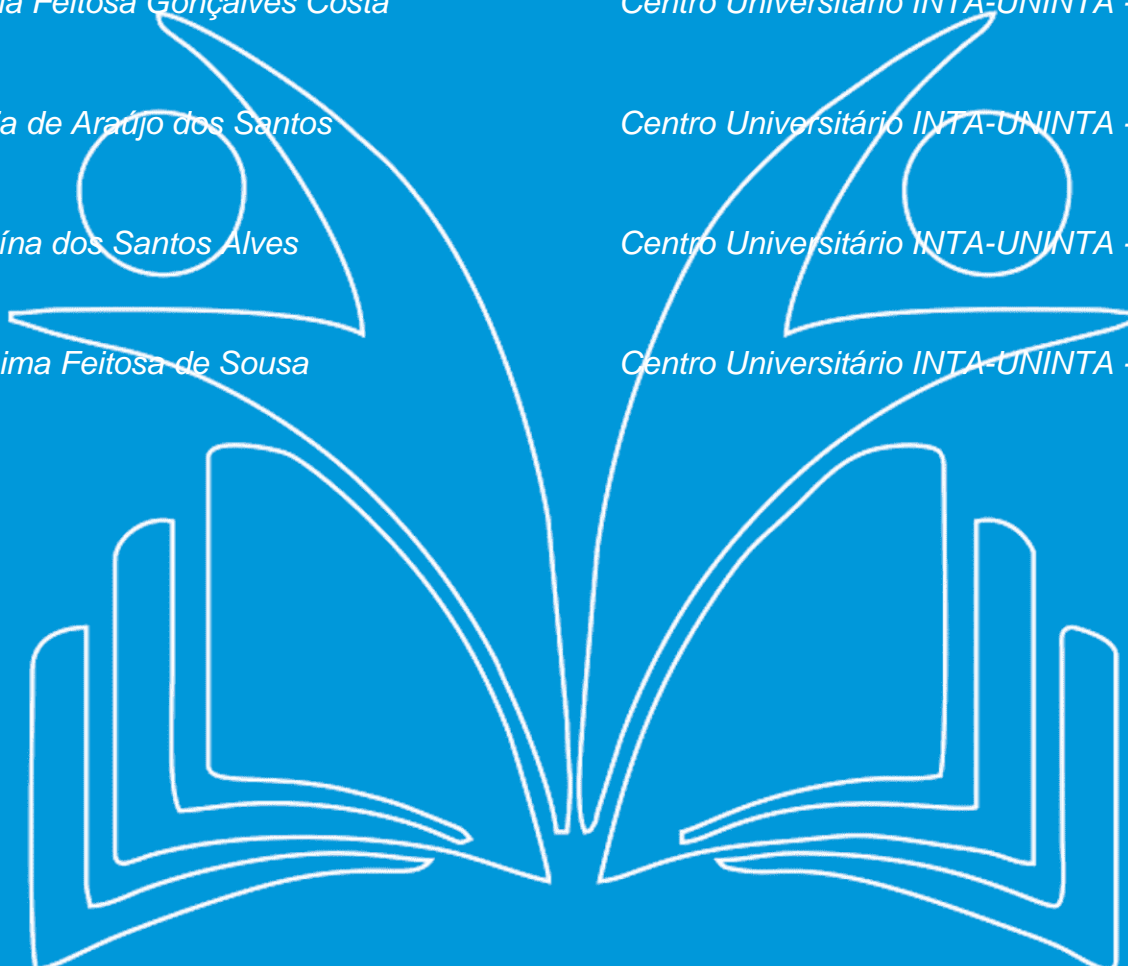 Feitosa Gonçalves Costa Centro Universitário INTA-UNINTA -
de Araújo dos Santos Centro Universitário INTA-UNINTA -
dos Santos Alves Centro Universitário INTA-UNINTA -
Feitosa de Sousa Centro Universitário INTA-UNINTA -